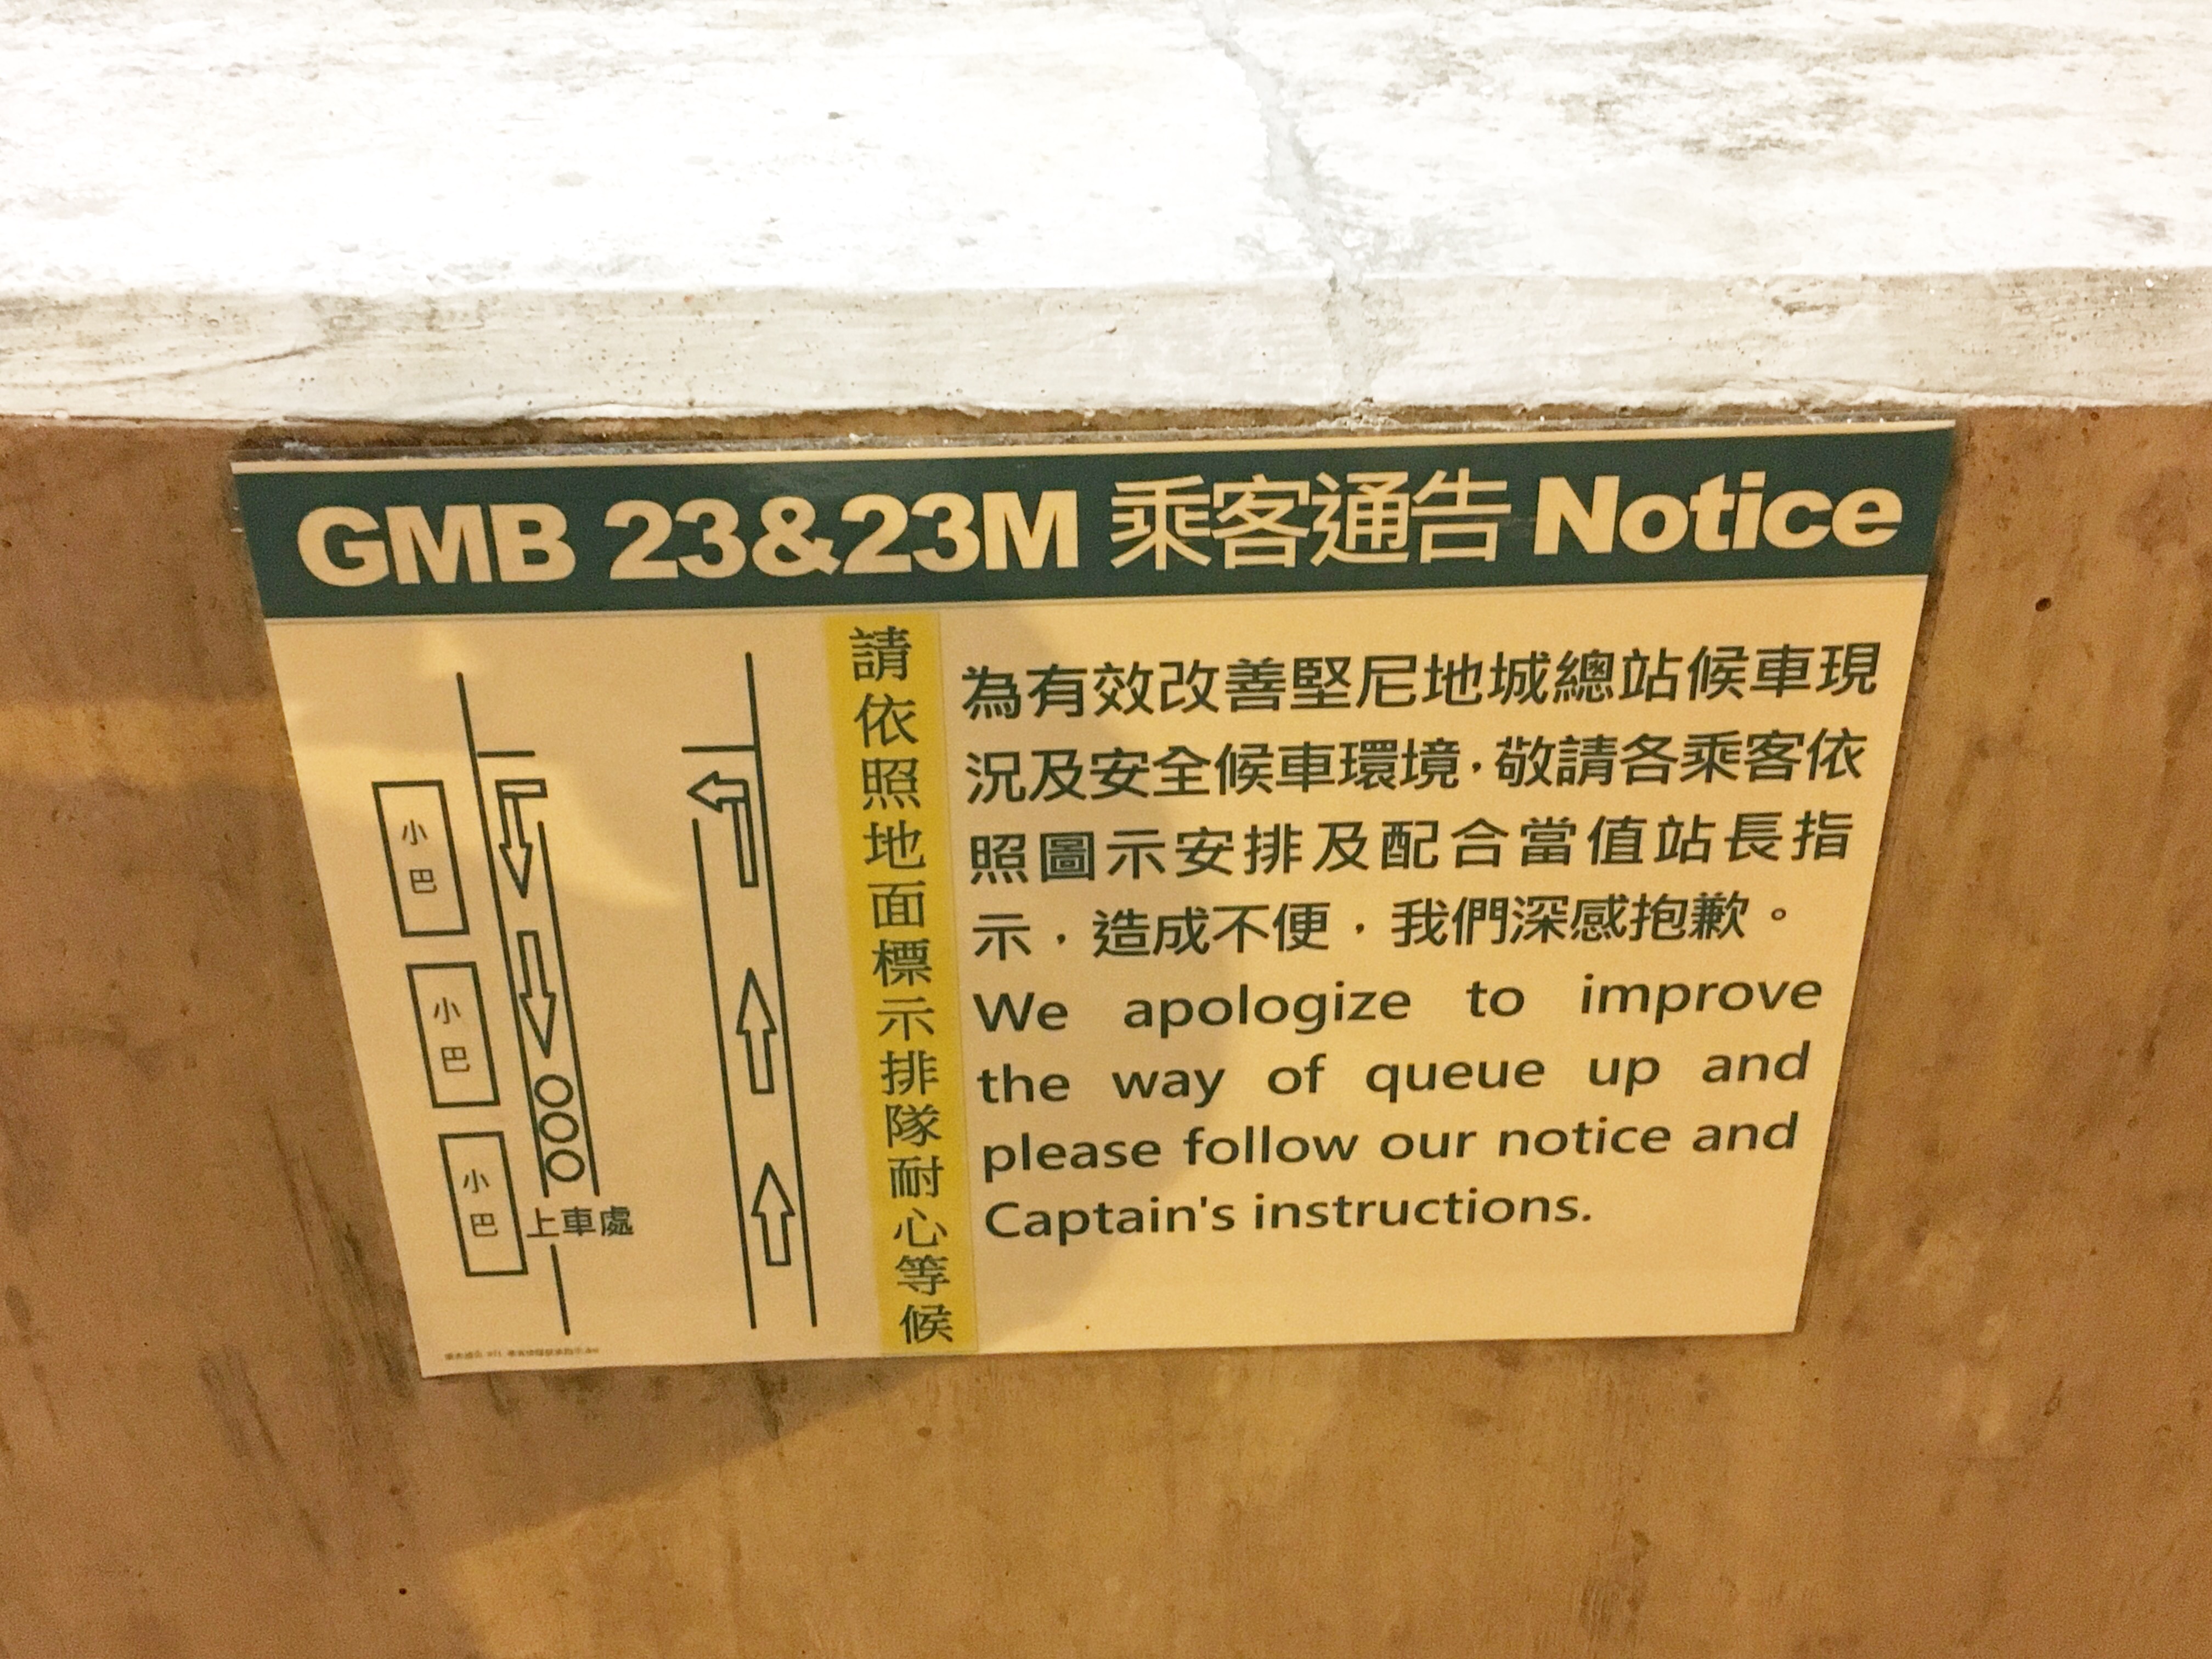 GMB 23&23M 乘客通告 Notice
小巴
小巴
小巴
上車處
請依照地面標示排隊耐心等候
為有效改善堅尼地城總站候車現
況及安全候車環境，敬請各乘客依
照圖示安排及配合當值站長指
示，造成不便，我們深感抱歉。
We apologize to improve
the way of queue up and
please follow our notice and
Captain's instructions.